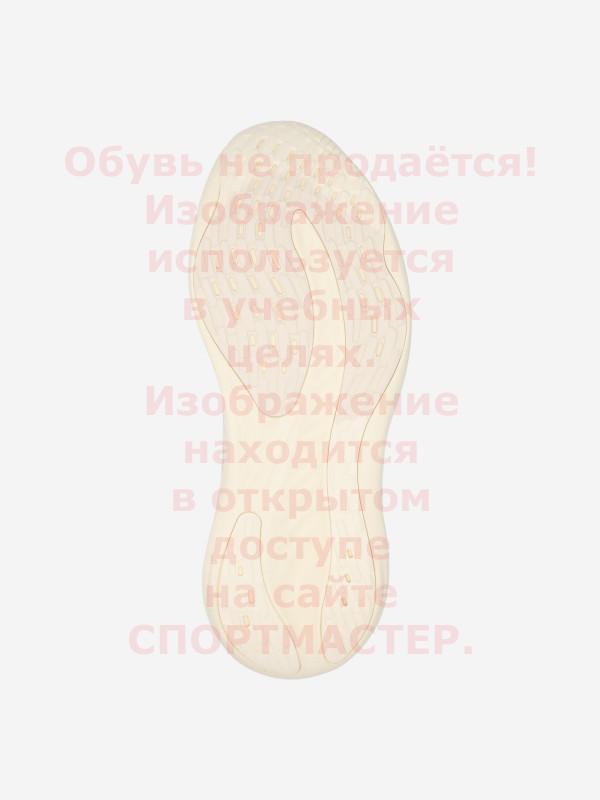 Обувь не продаётся!
Изображение
используется
в учебных
целях.
Изображение
находится
в открытом
доступе
на сайте
СПОРТМАСТЕР.